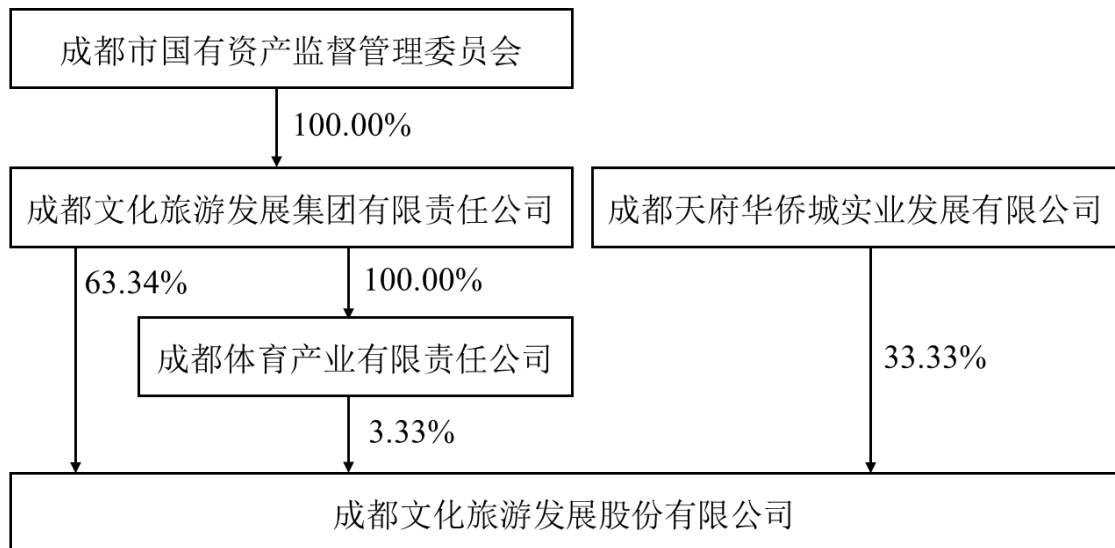 成都市国有资产监督管理委员会
100.00%
成都文化旅游发展集团有限责任公司
成都天府华侨城实业发展有限公司
63.34%
100.00%
成都体育产业有限责任公司
33.33%
3.33%
成都文化旅游发展股份有限公司